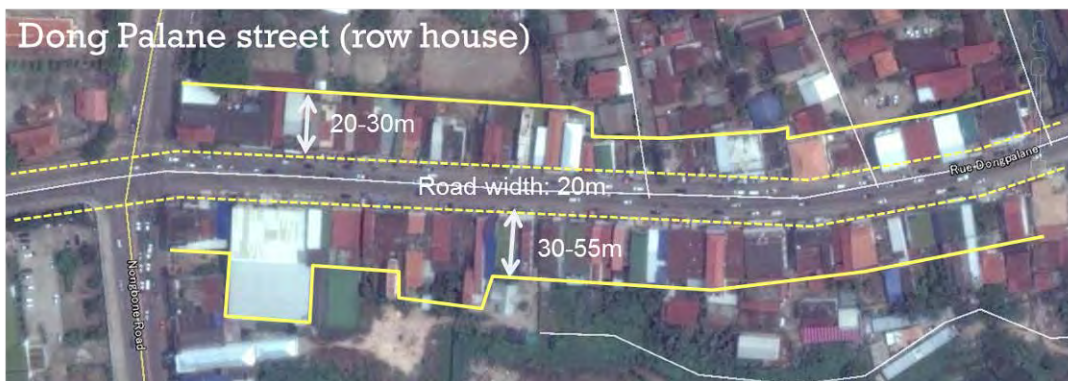 Dong Palane street (row house)
20-30m
Road width: 20m
Rue Dongpalane
30-55m
Nongbone Road